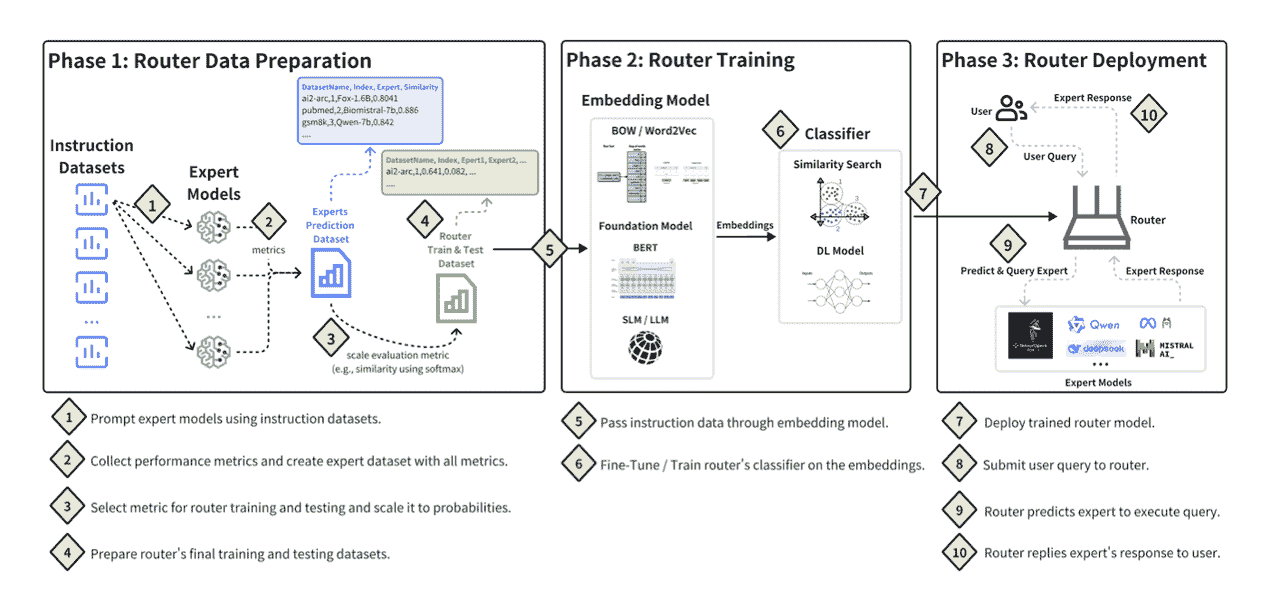 Phase 1: Router Data Preparation
DatasetName, Index, Expert, Similarity
ai2-arc,1,Fox-1.6B,0.8041
pubmed,2,Biomistral-7b,0.886
gsm8k,3,Qwen-7b,0.842
....
Instruction
Datasets
Expert
Models
DatasetName, Index, Epert1, Expert2, ...
ai2-arc,1,0.641,0.082, ...
....
1
2
metrics
Experts
Prediction
Dataset
4
Router
Train & Test
Dataset
...
...
3
scale evaluation metric
(e.g., similarity using softmax)
5
Phase 2: Router Training
Embedding Model
BOW / Word2Vec
Foundation Model
BERT
SLM / LLM
Embeddings
6
Classifier
Similarity Search
1
2
3
DL Model
Inputs
Outputs
7
Phase 3: Router Deployment
User
Expert Response
10
8
User Query
Router
9
Predict & Query Expert
Expert Response
Qwen
deepseek
MISTRAL
AI_
...
Expert Models
1 Prompt expert models using instruction datasets.
2 Collect performance metrics and create expert dataset with all metrics.
3 Select metric for router training and testing and scale it to probabilities.
4 Prepare router's final training and testing datasets.
5 Pass instruction data through embedding model.
6 Fine-Tune / Train router's classifier on the embeddings.
7 Deploy trained router model.
8 Submit user query to router.
9 Router predicts expert to execute query.
10 Router replies expert's response to user.